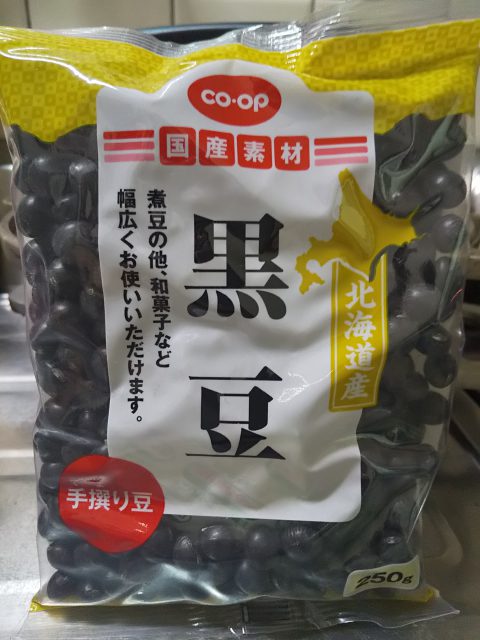 co·op
国産素材
黒豆
煮豆の他、和菓子など
幅広くお使いいただけます。
北海道産
手撰り豆
250g